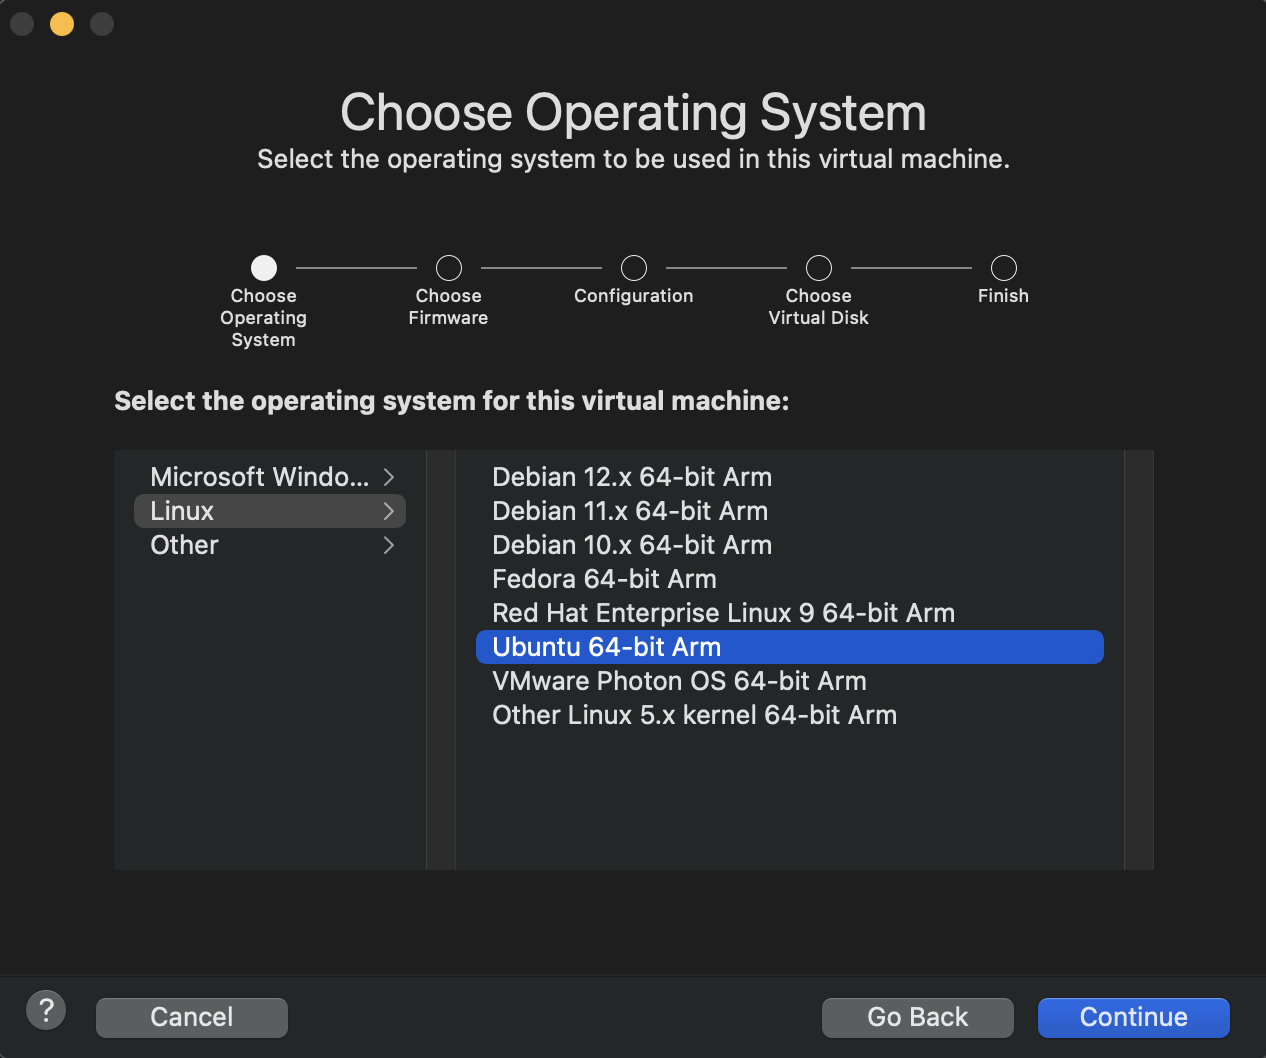 Choose Operating System
Select the operating system to be used in this virtual machine.
Choose
Operating
System
Choose
Firmware
Configuration
Choose
Virtual Disk
Finish
Select the operating system for this virtual machine:
Microsoft Windo...
Linux
Other
Debian 12.x 64-bit Arm
Debian 11.x 64-bit Arm
Debian 10.x 64-bit Arm
Fedora 64-bit Arm
Red Hat Enterprise Linux 9 64-bit Arm
Ubuntu 64-bit Arm
VMware Photon OS 64-bit Arm
Other Linux 5.x kernel 64-bit Arm
?
Cancel
Go Back
Continue